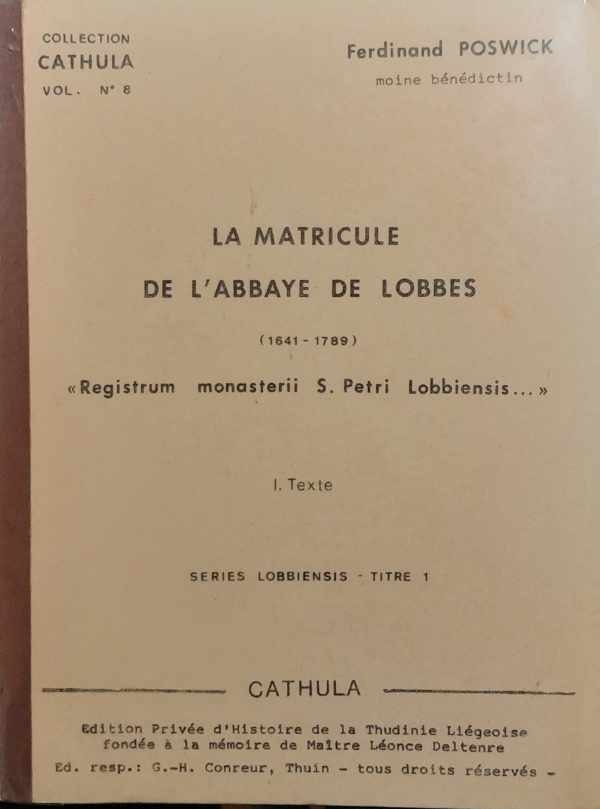 COLLECTION
CATHULA
VOL. N° 8
Ferdinand POSWICK
moine bénédictin
LA MATRICULE
DE L'ABBAYE DE LOBBES
(1641 - 1789)
«Registrum monasterii S. Petri Lobbiensis...»
I. Texte
SERIES LOBBIENSIS - TITRE 1
CATHULA
Edition Privée d'Histoire de la Thudinie Liégeoise
fondée à la mémoire de Maître Léonce Deltenre
Ed. resp.: G.-H. Conreur, Thuin - tous droits réservés -